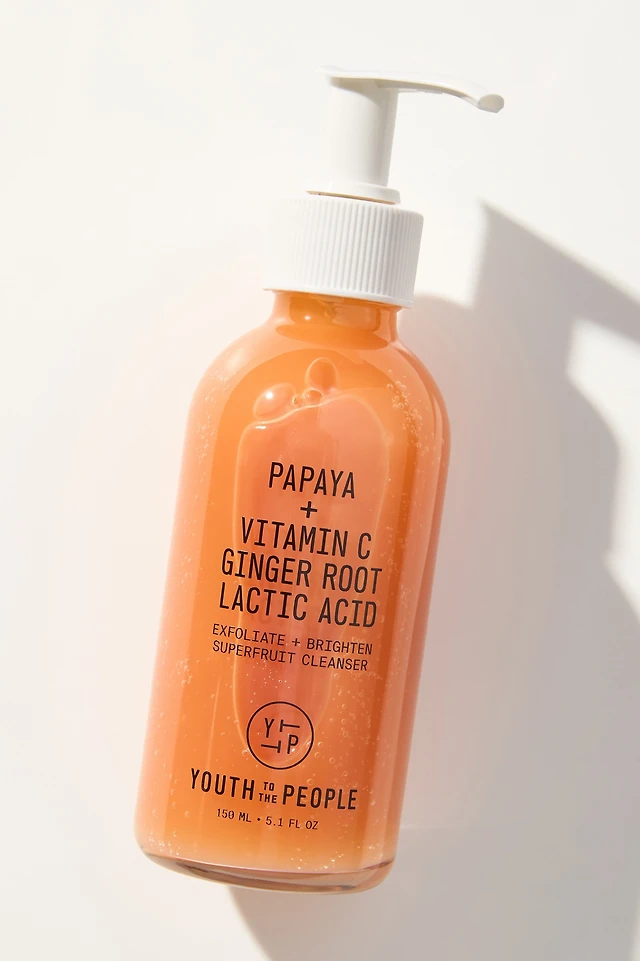 PAPAYA
+
VITAMIN C
GINGER ROOT
LACTIC ACID
EXFOLIATE + BRIGHTEN
SUPERFRUIT CLEANSER
YTTP
YOUTH TO THE PEOPLE
150 ML • 5.1 FL OZ